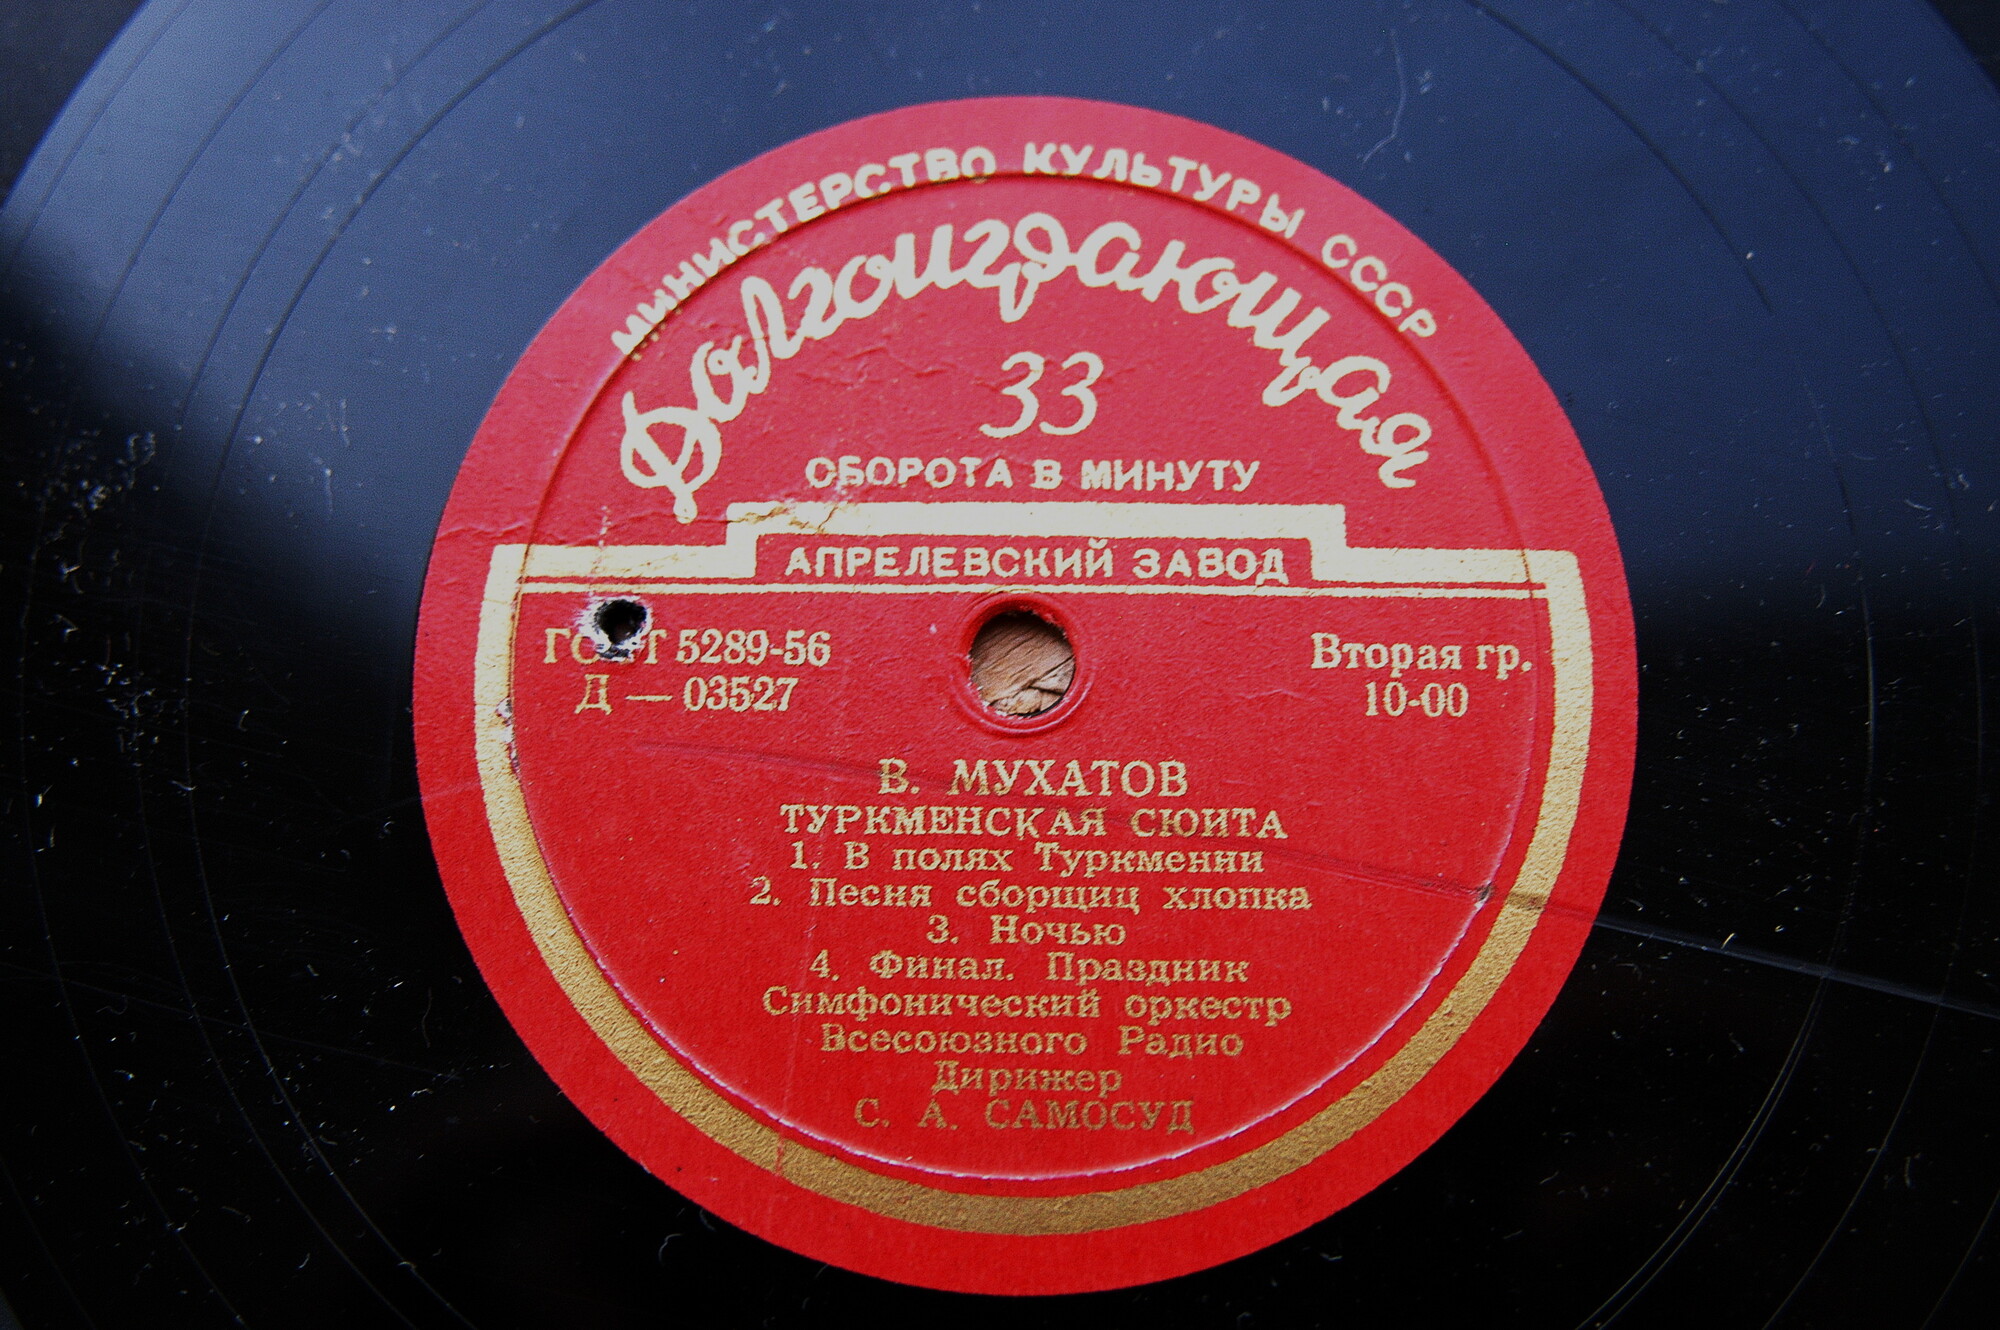 МИНИСТЕРСТВО КУЛЬТУРЫ СССР
Долгоиграющая
33
ОБОРОТА В МИНУТУ
АПРЕЛЕВСКИЙ ЗАВОД
ГОСТ 5289-56
Д — 03527
Вторая гр.
10-00
В. МУХАТОВ
ТУРКМЕНСКАЯ СЮИТА
1. В полях Туркмении
2. Песня сборщиц хлопка
3. Ночью
4. Финал. Праздник
Симфонический оркестр
Всесоюзного Радио
Дирижер
С. А. САМОСУД